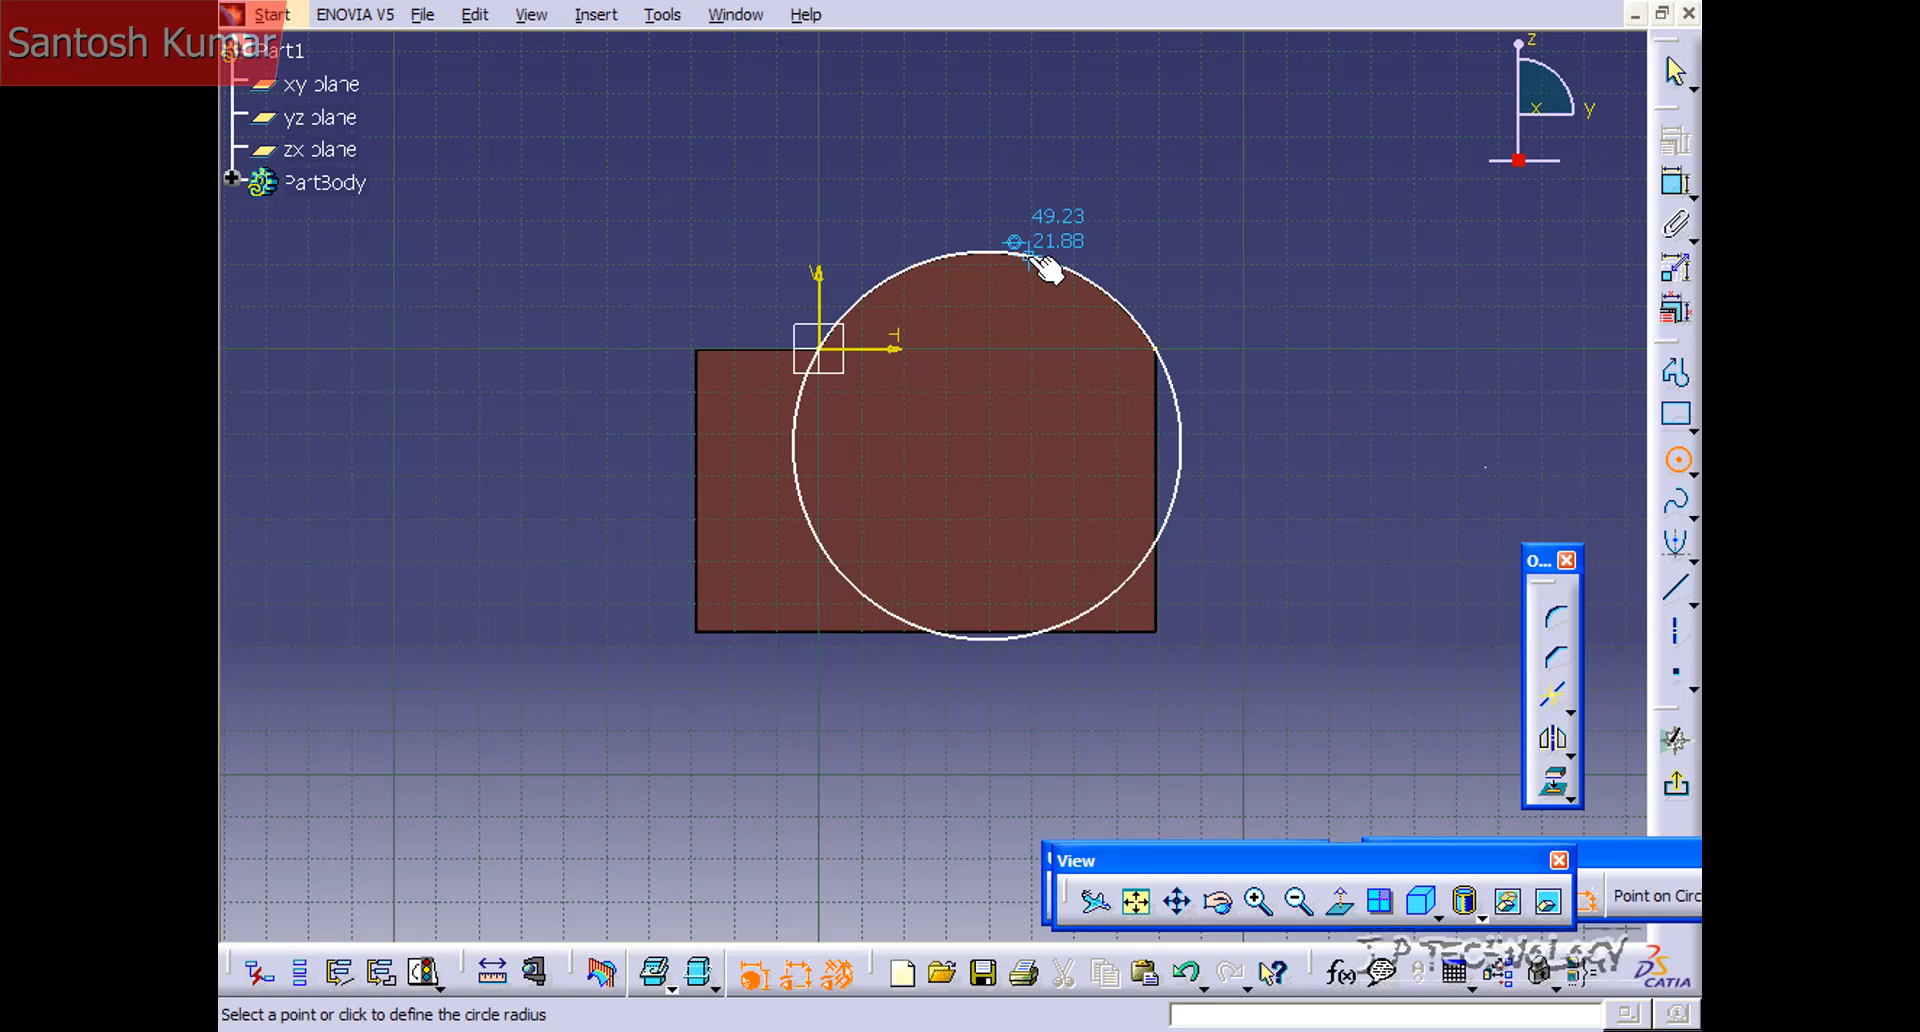 Start ENOVIA V5 File Edit View Insert Tools Window Help
Santosh Kumar
Part1
xy plane
yz plane
zx plane
PartBody
z
x
y
49.23
21.88
V
H
O...
View
Point on Circ
f(x)
CATIA
Select a point or click to define the circle radius